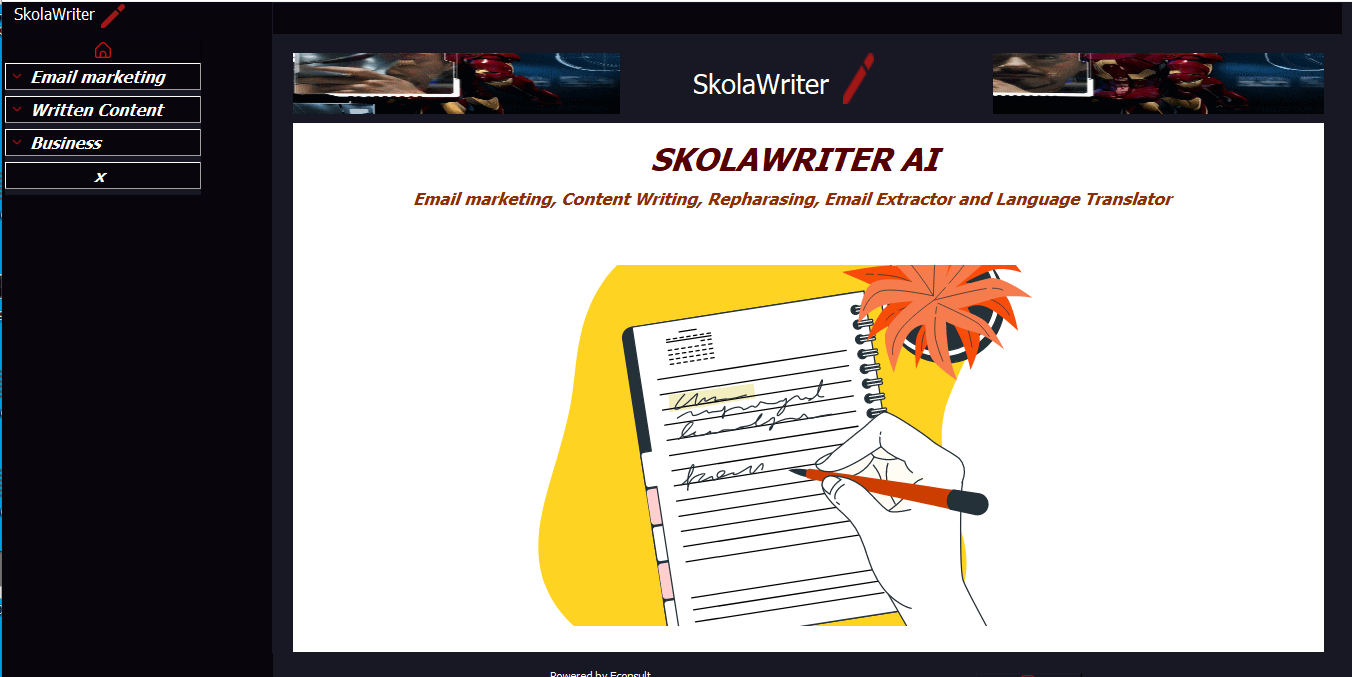 SkolaWriter
Email marketing
Written Content
Business
x
SkolaWriter
SKOLAWRITER AI
Email marketing, Content Writing, Repharasing, Email Extractor and Language Translator
Powered by Econsult